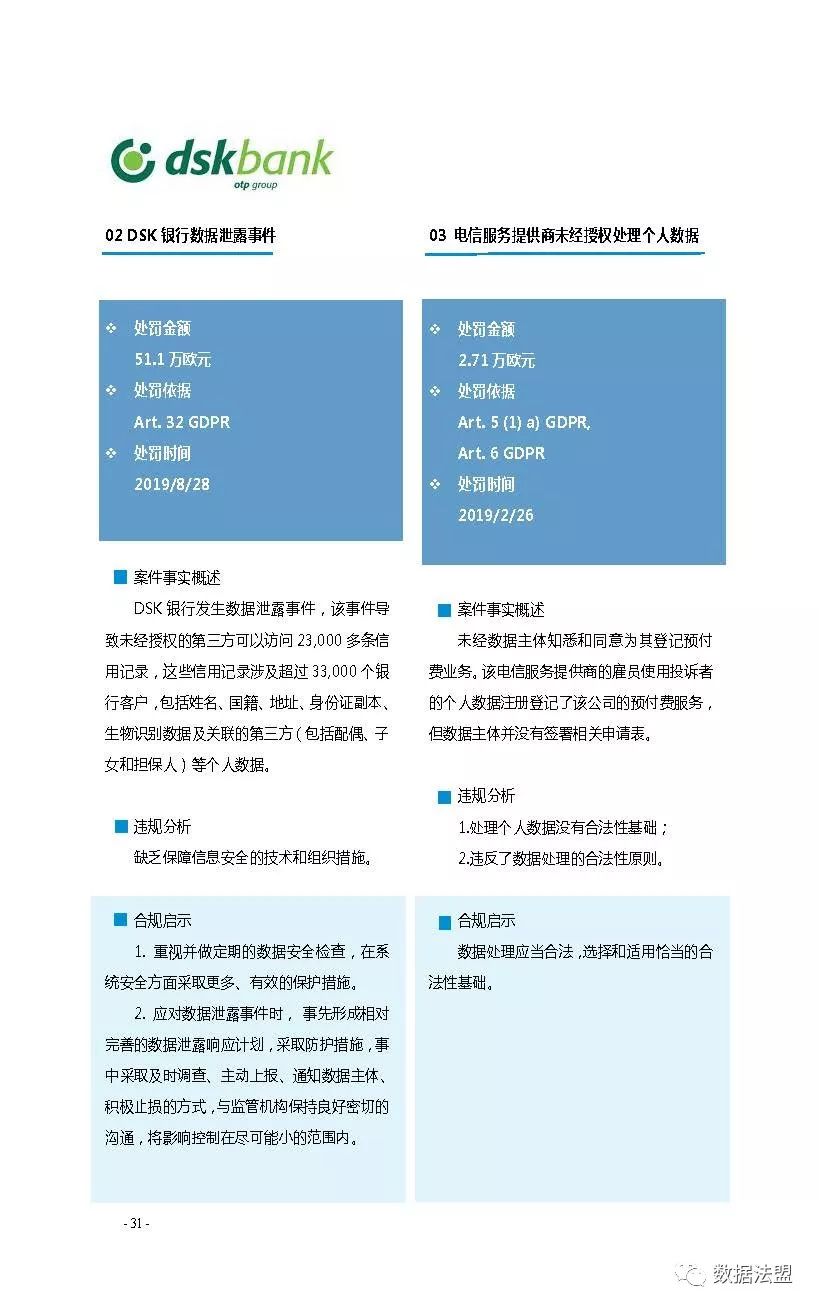 dskbank
otp group
02 DSK 银行数据泄露事件
处罚金额
51.1 万欧元
处罚依据
Art. 32 GDPR
处罚时间
2019/8/28
案件事实概述
DSK 银行发生数据泄露事件，该事件导
致未经授权的第三方可以访问 23,000 多条信
用记录，这些信用记录涉及超过 33,000 个银
行客户，包括姓名、国籍、地址、身份证副本、
生物识别数据及关联的第三方（包括配偶、子
女和担保人）等个人数据。
违规分析
缺乏保障信息安全的技术和组织措施。
合规启示
1. 重视并做定期的数据安全检查，在系
统安全方面采取更多、有效的保护措施。
2. 应对数据泄露事件时， 事先形成相对
完善的数据泄露响应计划，采取防护措施，事
中采取及时调查、主动上报、通知数据主体、
积极止损的方式，与监管机构保持良好密切的
沟通，将影响控制在尽可能小的范围内。
03 电信服务提供商未经授权处理个人数据
处罚金额
2.71 万欧元
处罚依据
Art. 5 (1) a) GDPR,
Art. 6 GDPR
处罚时间
2019/2/26
案件事实概述
未经数据主体知悉和同意为其登记预付
费业务。该电信服务提供商的雇员使用投诉者
的个人数据注册登记了该公司的预付费服务，
但数据主体并没有签署相关申请表。
违规分析
1.处理个人数据没有合法性基础；
2.违反了数据处理的合法性原则。
合规启示
数据处理应当合法，选择和适用恰当的合
法性基础。
- 31 -
数据法盟